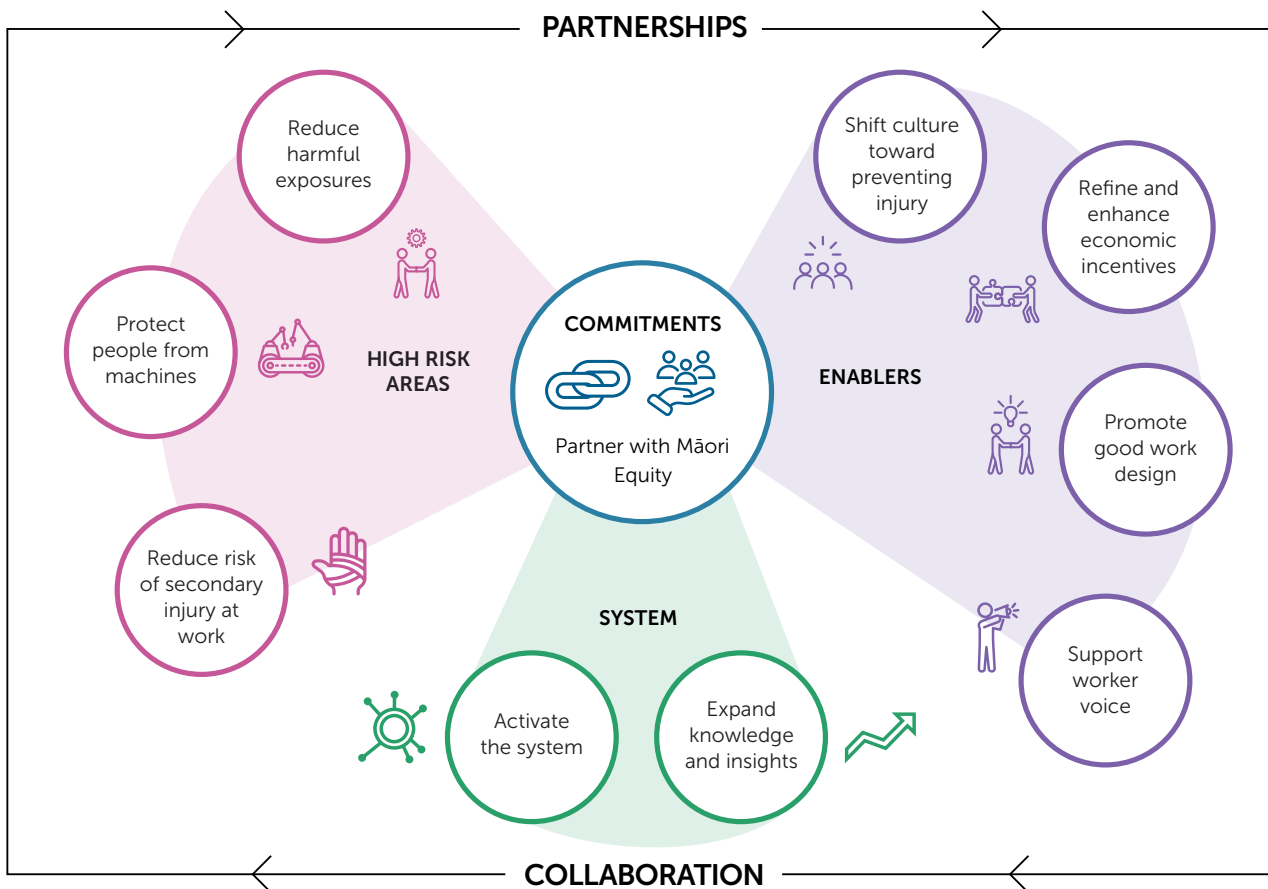 PARTNERSHIPS
Reduce
harmful
exposures
Protect
people from
machines
Reduce risk
of secondary
injury at
work
HIGH RISK
AREAS
COMMITMENTS
Partner with Māori
Equity
Shift culture
toward
preventing
injury
Refine and
enhance
economic
incentives
ENABLERS
Promote
good work
design
Support
worker
voice
SYSTEM
Activate
the system
Expand
knowledge
and insights
COLLABORATION